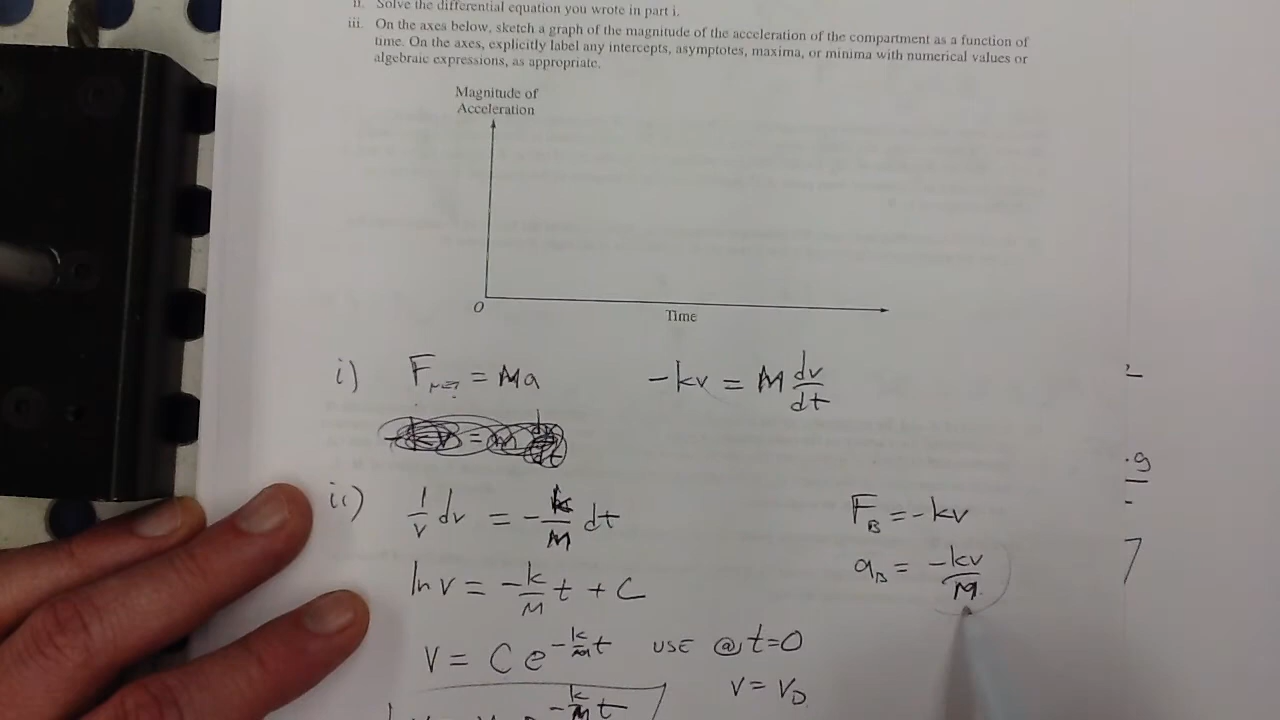 ii. Solve the differential equation you wrote in part i.
iii. On the axes below, sketch a graph of the magnitude of the acceleration of the compartment as a function of
time. On the axes, explicitly label any intercepts, asymptotes, maxima, or minima with numerical values or
algebraic expressions, as appropriate.
Magnitude of
Acceleration
O
Time
i) F_NET = Ma   -kv = M dv/dt
ii) 1/v dv = -k/M dt
F_B = -kv
ln v = -k/M t + C
a_B = -kv/M
v = C e^(-k/M t)   USE @ t=0
v = v_D